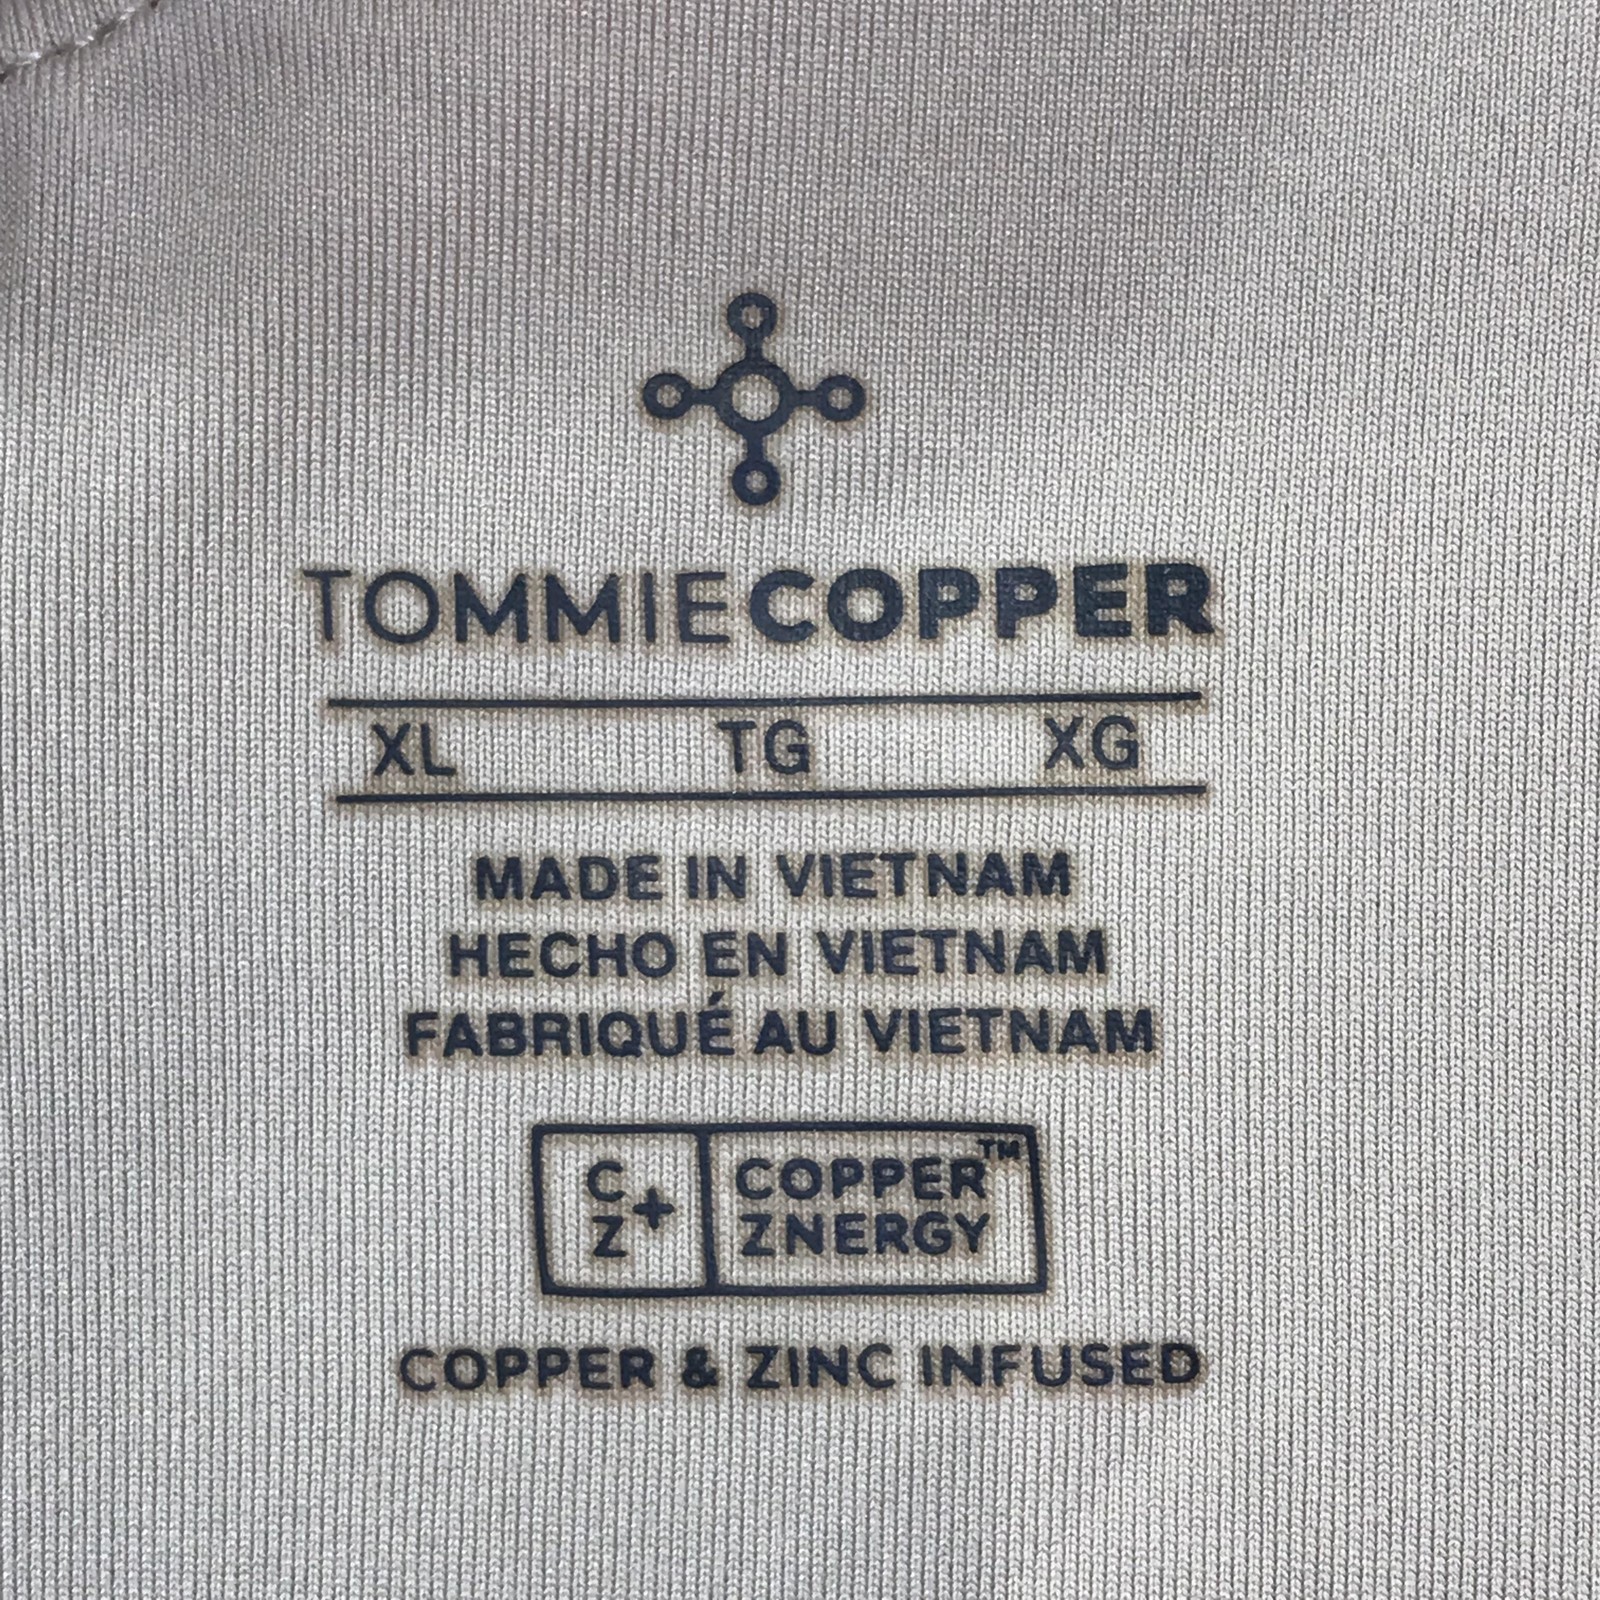 TOMMIECOPPER
XL TG XG
MADE IN VIETNAM
HECHO EN VIETNAM
FABRIQUÉ AU VIETNAM
C
Z +
COPPER™
ZNERGY
COPPER & ZINC INFUSED